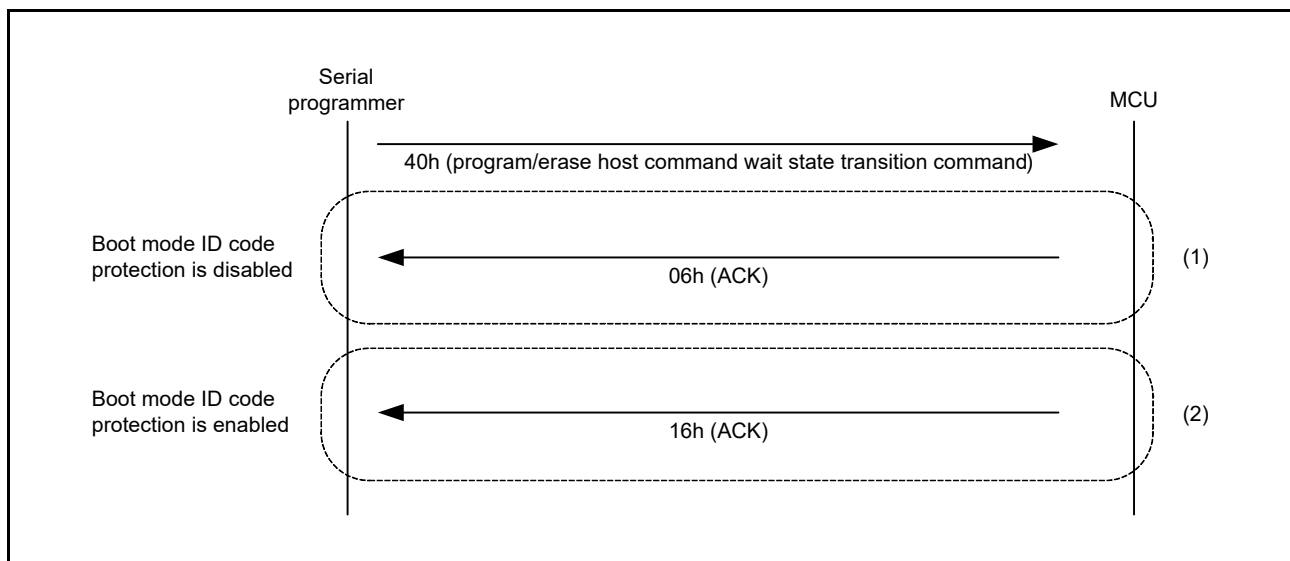 Serial
programmer
MCU
40h (program/erase host command wait state transition command)
Boot mode ID code
protection is disabled
06h (ACK)
(1)
Boot mode ID code
protection is enabled
16h (ACK)
(2)